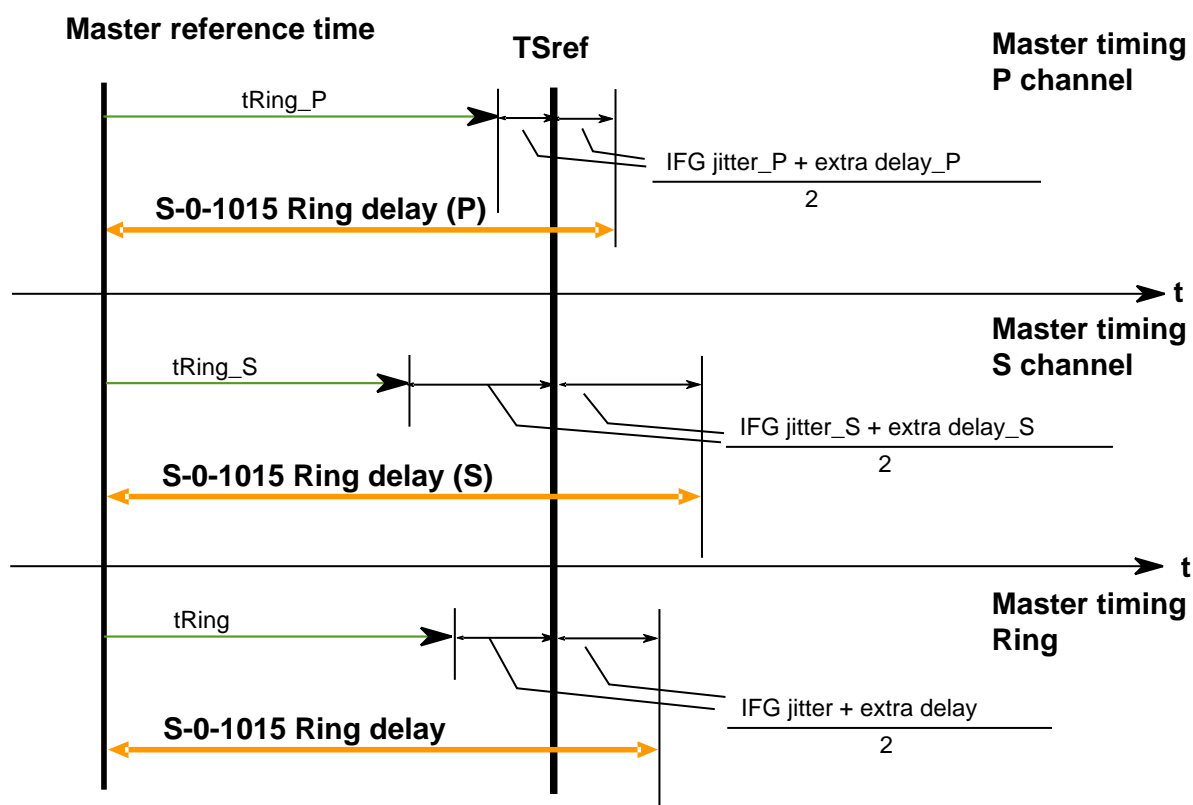 Master reference time
TSref
Master timing
P channel
tRing_P
IFG jitter_P + extra delay_P
2
S-0-1015 Ring delay (P)
t
Master timing
S channel
tRing_S
IFG jitter_S + extra delay_S
2
S-0-1015 Ring delay (S)
t
Master timing
Ring
tRing
IFG jitter + extra delay
2
S-0-1015 Ring delay